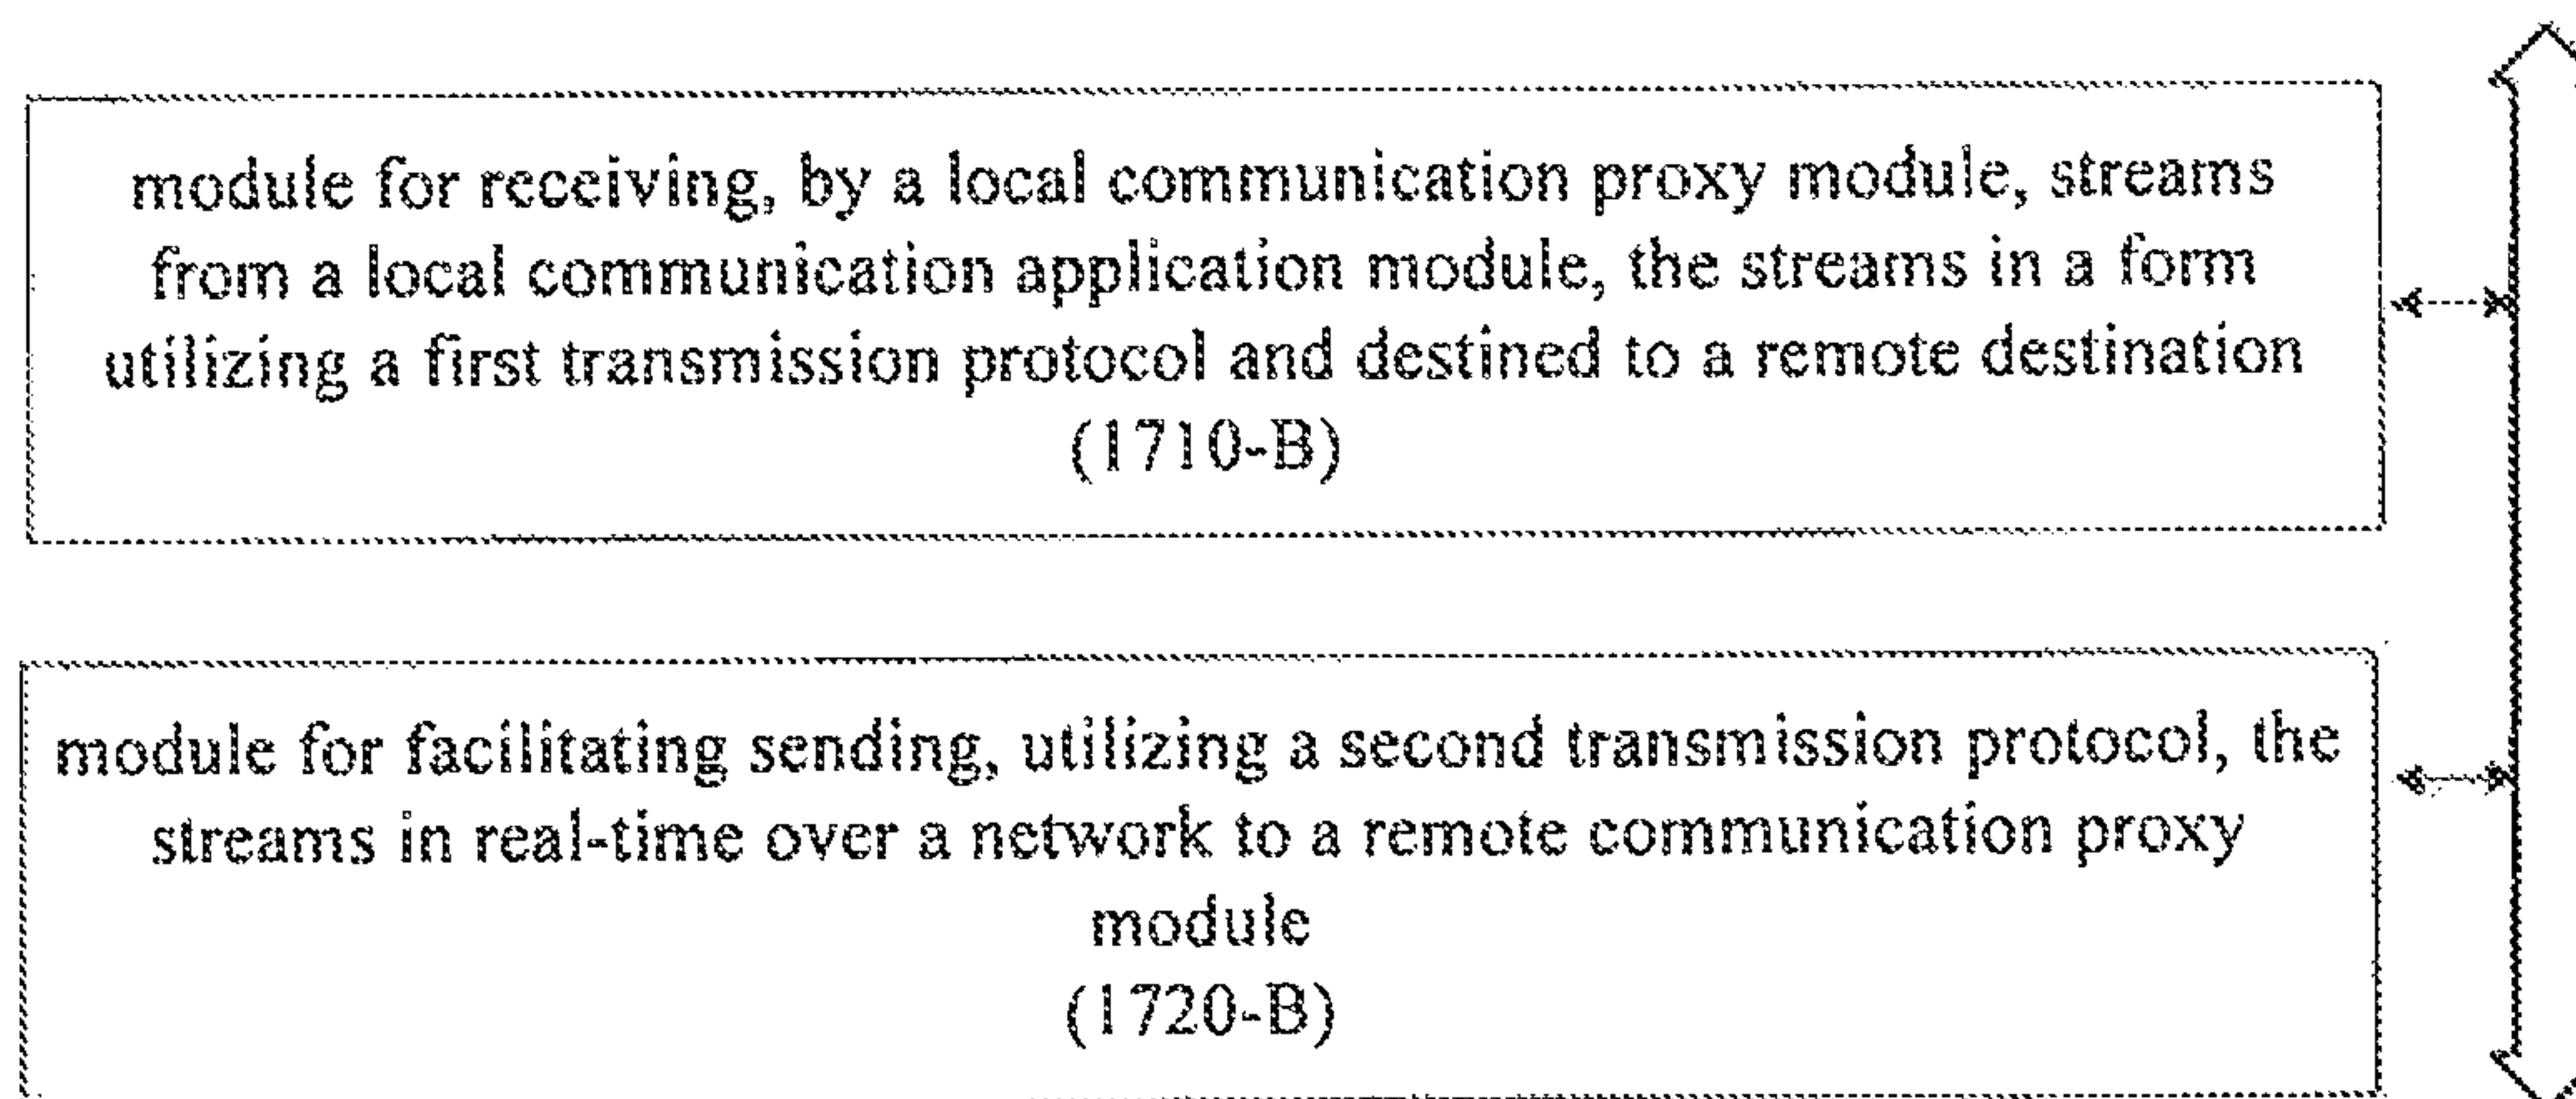 module for receiving, by a local communication proxy module, streams
from a local communication application module, the streams in a form
utilizing a first transmission protocol and destined to a remote destination
(1710-B)
module for facilitating sending, utilizing a second transmission protocol, the
streams in real-time over a network to a remote communication proxy
module
(1720-B)